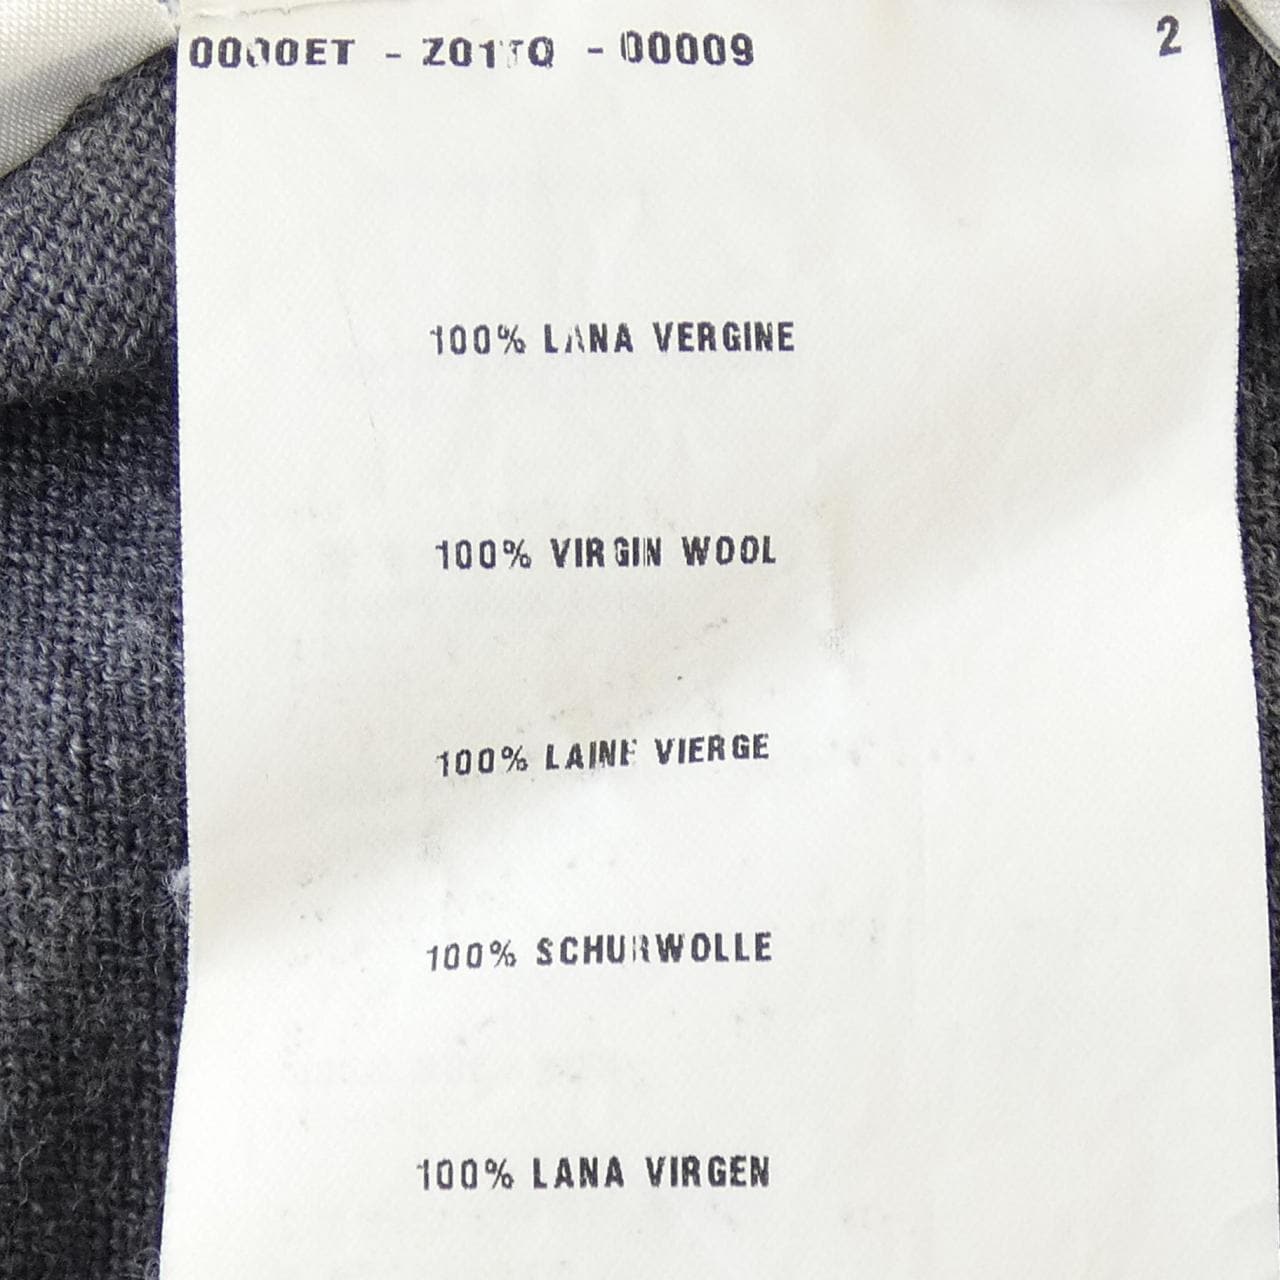 0000ET - Z01TQ - 00009 2
100% LANA VERGINE
100% VIRGIN WOOL
100% LAINE VIERGE
100% SCHURWOLLE
100% LANA VIRGEN